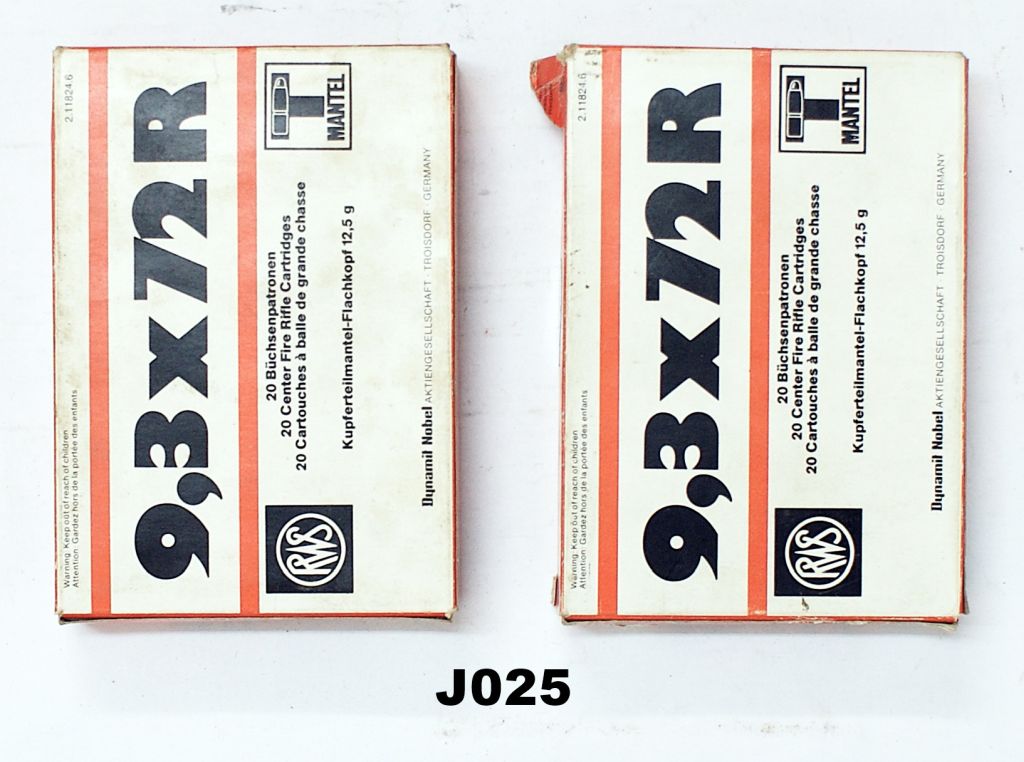 Warning: Keep out of reach of children
Attention: Gardez hors de la portée des enfants
2.11824.6
9,3x72R
RWS
20 Büchsenpatronen
20 Center Fire Rifle Cartridges
20 Cartouches à balle de grande chasse
Kupferteilmantel-Flachkopf 12,5 g
T
MANTEL
Dynamit Nobel AKTIENGESELLSCHAFT · TROISDORF · GERMANY
Warning: Keep out of reach of children
Attention: Gardez hors de la portée des enfants
2.11824.6
9,3x72R
RWS
20 Büchsenpatronen
20 Center Fire Rifle Cartridges
20 Cartouches à balle de grande chasse
Kupferteilmantel-Flachkopf 12,5 g
T
MANTEL
Dynamit Nobel AKTIENGESELLSCHAFT · TROISDORF · GERMANY
J025